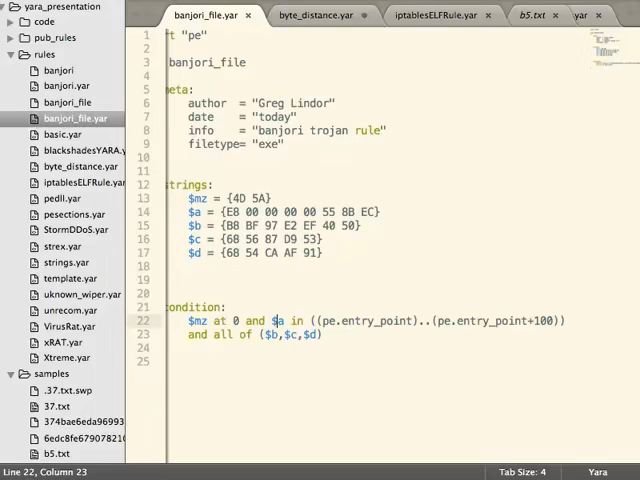 yara_presentation
code
pub_rules
rules
banjori
banjori.yar
banjori_file
banjori_file.yar
basic.yar
blackshadesYARA.
byte_distance.yar
iptablesELFRule.yar
pedll.yar
pesections.yar
StormDDoS.yar
strex.yar
strings.yar
template.yar
uknown_wiper.yar
unrecom.yar
VirusRat.yar
xRAT.yar
Xtreme.yar
samples
.37.txt.swp
37.txt
374bae6eda96993
6edc8fe679078210
b5.txt
banjori_file.yar ×
byte_distance.yar
iptablesELFRule.yar ×
b5.txt ×
yar ×
1 t "pe"
2
3 banjori_file
4
5 meta:
6 author = "Greg Lindor"
7 date = "today"
8 info = "banjori trojan rule"
9 filetype= "exe"
10
11
12 strings:
13 $mz = {4D 5A}
14 $a = {E8 00 00 00 00 55 8B EC}
15 $b = {B8 BF 97 E2 EF 40 50}
16 $c = {68 56 87 D9 53}
17 $d = {68 54 CA AF 91}
18
19
20
21 condition:
22 $mz at 0 and $a in ((pe.entry_point)..(pe.entry_point+100))
23 and all of ($b,$c,$d)
24
25
Line 22, Column 23
Tab Size: 4
Yara